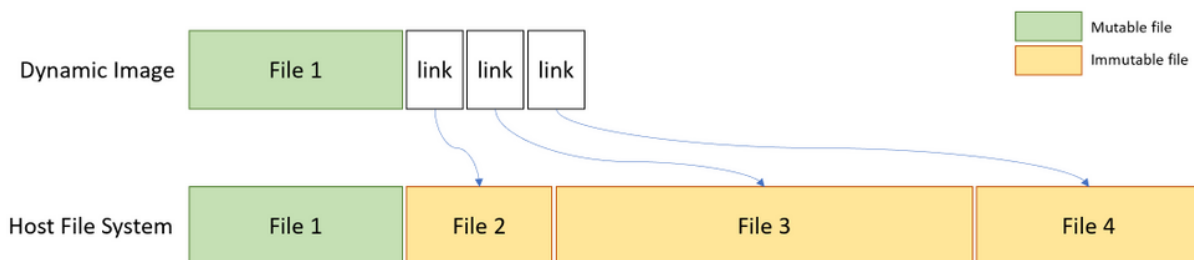 Mutable file
Immutable file
Dynamic Image File 1 link link link
Host File System File 1 File 2 File 3 File 4